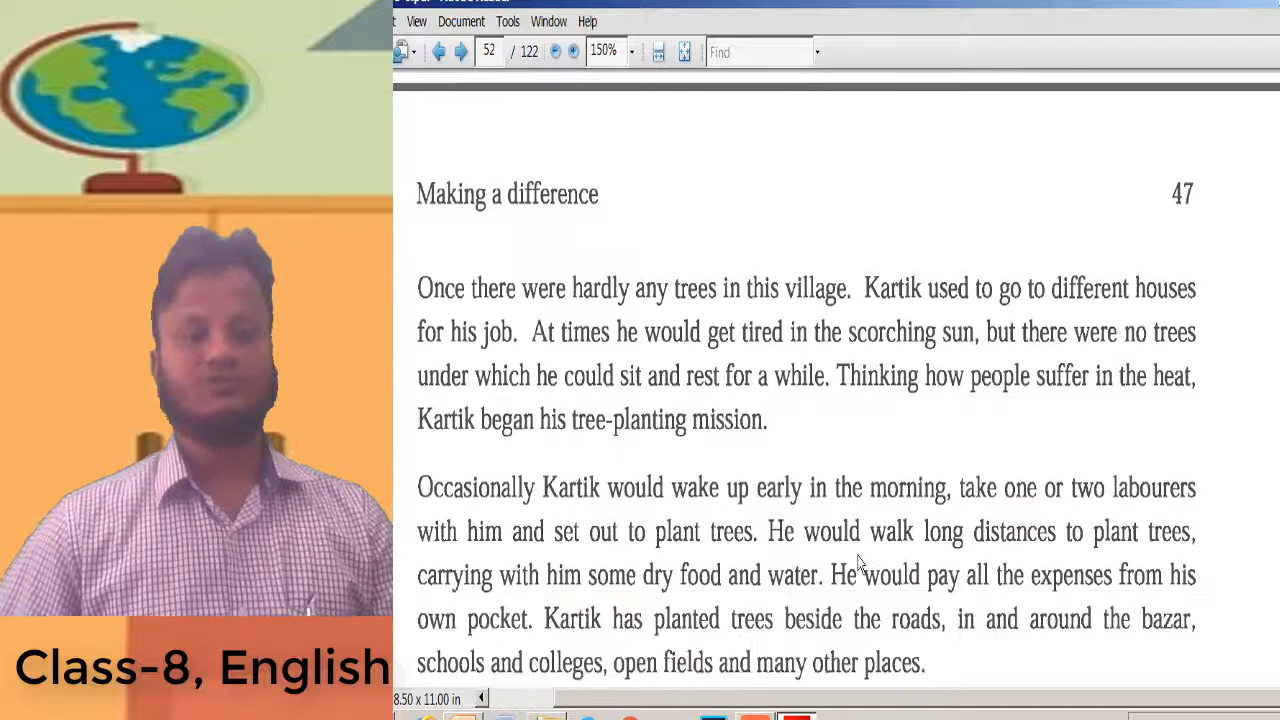 View Document Tools Window Help
52 / 122 150% Find
Making a difference 47
Once there were hardly any trees in this village. Kartik used to go to different houses
for his job. At times he would get tired in the scorching sun, but there were no trees
under which he could sit and rest for a while. Thinking how people suffer in the heat,
Kartik began his tree-planting mission.
Occasionally Kartik would wake up early in the morning, take one or two labourers
with him and set out to plant trees. He would walk long distances to plant trees,
carrying with him some dry food and water. He would pay all the expenses from his
own pocket. Kartik has planted trees beside the roads, in and around the bazar,
schools and colleges, open fields and many other places.
8.50 x 11.00 in
Class-8, English